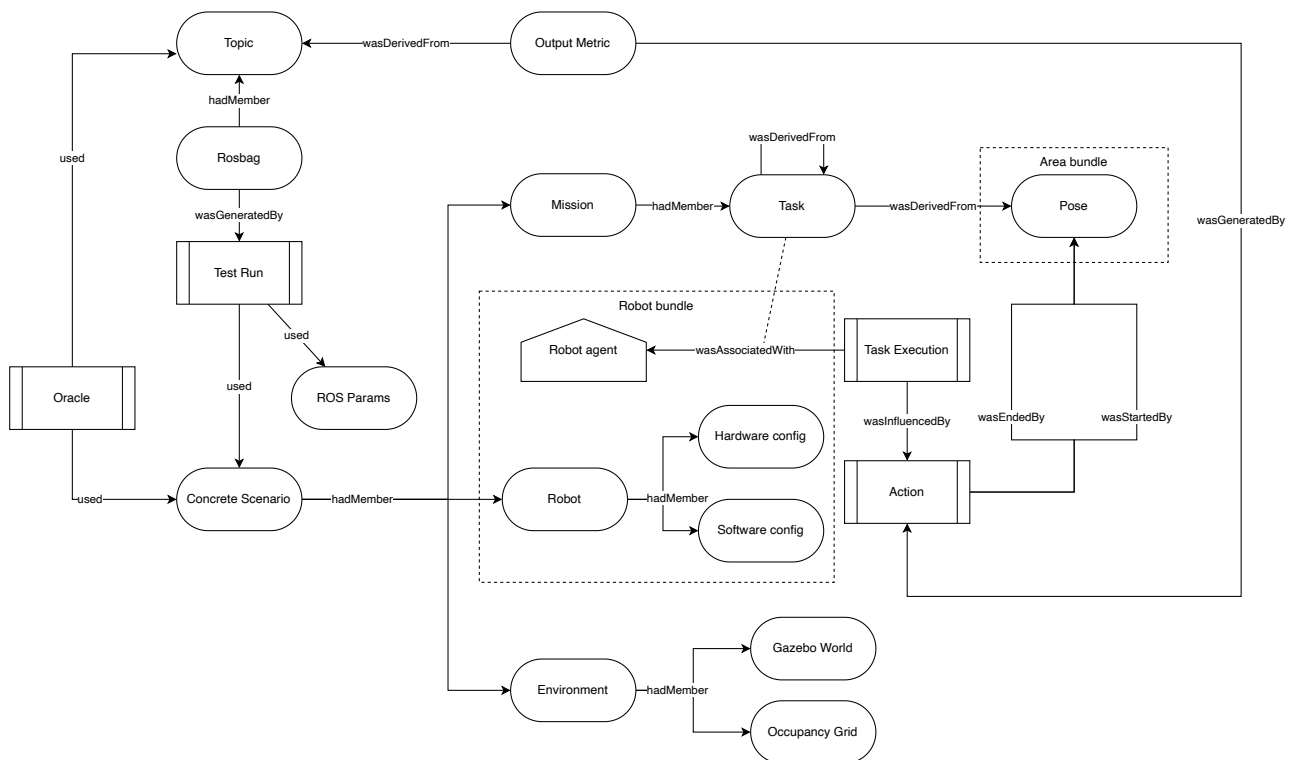 Topic
wasDerivedFrom
Output Metric
hadMember
wasDerivedFrom
used
Rosbag
Area bundle
Mission
hadMember
Task
wasDerivedFrom
Pose
wasGeneratedBy
wasGeneratedBy
Test Run
Robot bundle
used
Robot agent
wasAssociatedWith
Task Execution
used
Oracle
ROS Params
wasInfluencedBy
wasEndedBy
wasStartedBy
Hardware config
used
Concrete Scenario
hadMember
Robot
hadMember
Action
Software config
Gazebo World
Environment
hadMember
Occupancy Grid